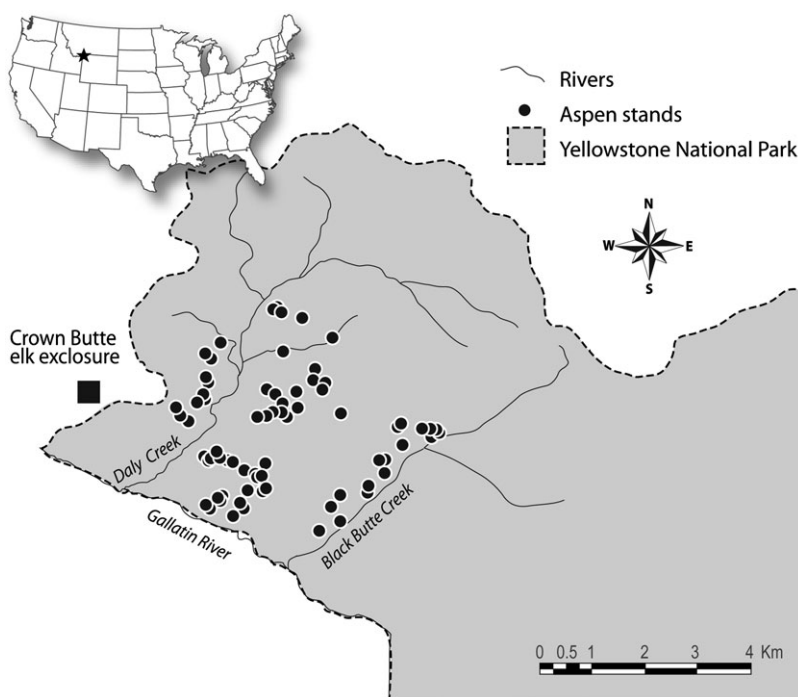 Rivers
Aspen stands
Yellowstone National Park
N
W E
S
Crown Butte
elk exclosure
Daly Creek
Gallatin River
Black Butte Creek
0 0.5 1 2 3 4 Km